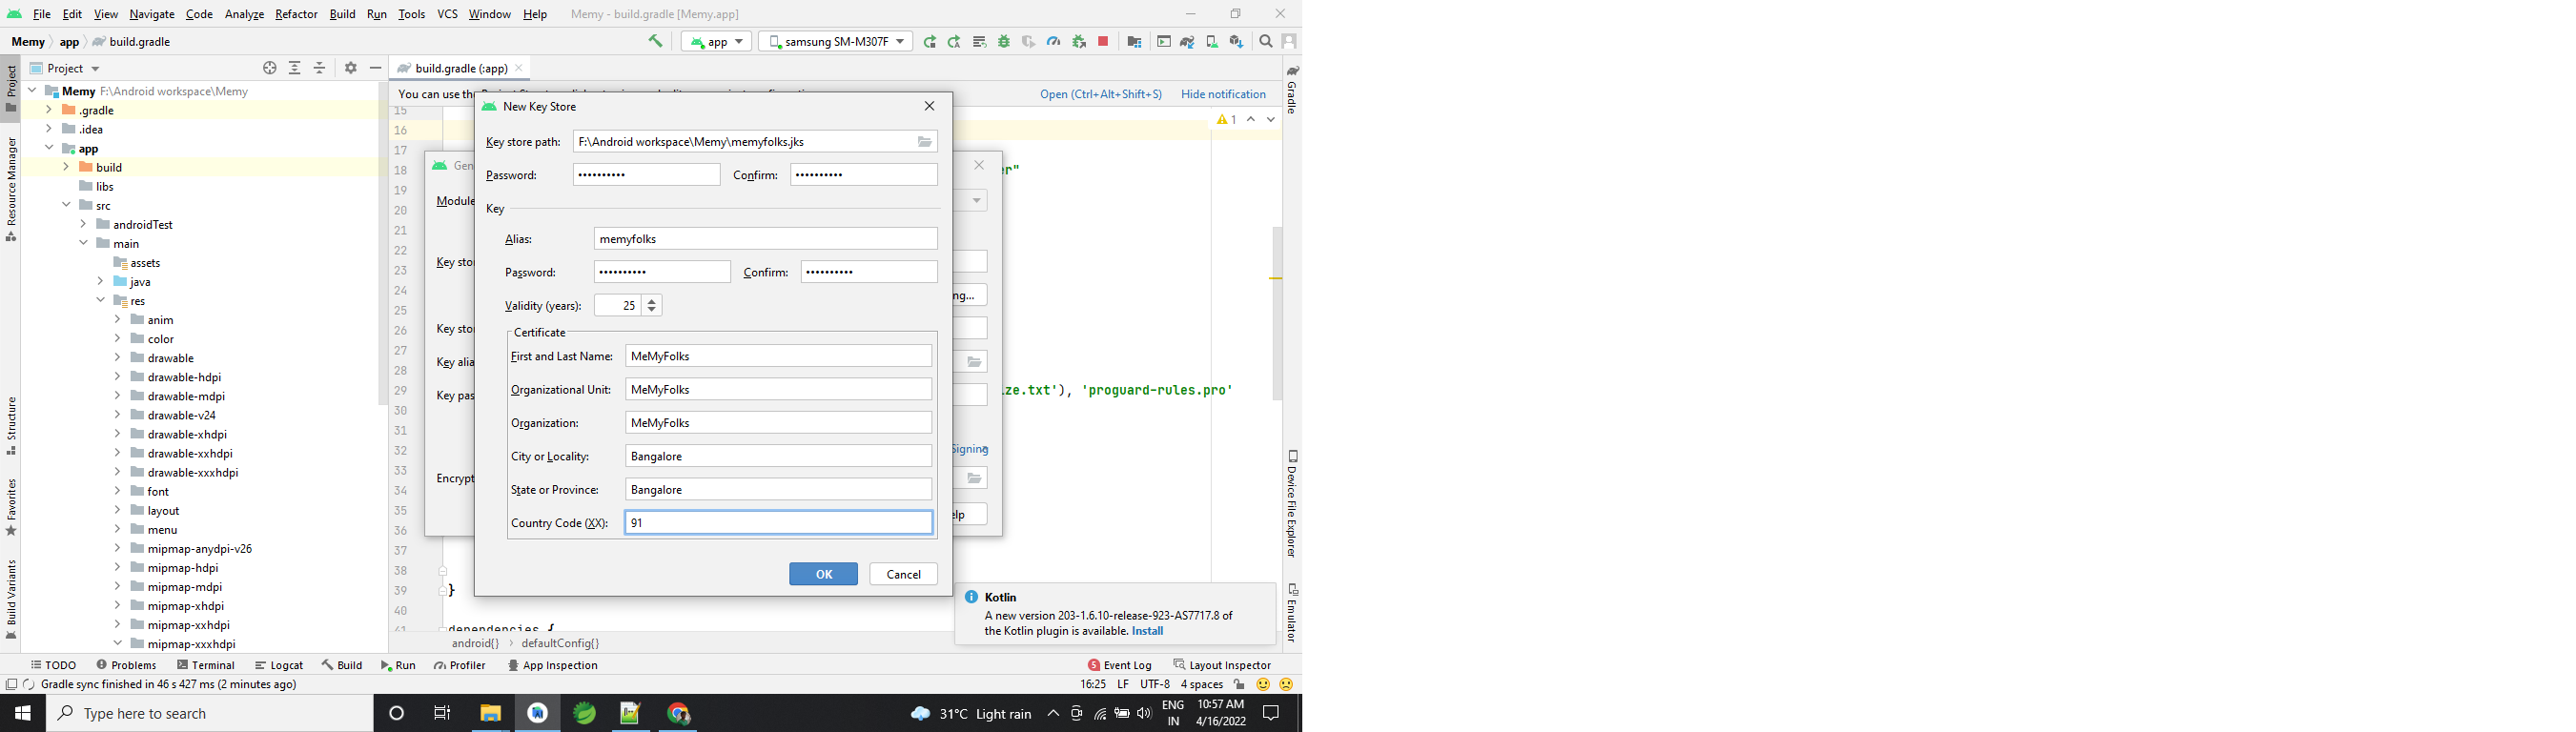 File Edit View Navigate Code Analyze Refactor Build Run Tools VCS Window Help Memy - build.gradle [Memy.app]
Memy app build.gradle
app samsung SM-M307F
Project
build.gradle (:app)
Memy F:\Android workspace\Memy
.gradle
.idea
app
build
libs
src
androidTest
main
assets
java
res
anim
color
drawable
drawable-hdpi
drawable-mdpi
drawable-v24
drawable-xhdpi
drawable-xxhdpi
drawable-xxxhdpi
font
layout
menu
mipmap-anydpi-v26
mipmap-hdpi
mipmap-mdpi
mipmap-xhdpi
mipmap-xxhdpi
mipmap-xxxhdpi
Project
Resource Manager
Structure
Favorites
Build Variants
You can use the
Open (Ctrl+Alt+Shift+S) Hide notification
1
15
16
17
18
19
20
21
22
23
24
25
26
27
28
29
30
31
32
33
34
35
36
37
38
39 }
40
41 dependencies {
er"
ize.txt'), 'proguard-rules.pro'
Gen
Module
Key sto
ng...
Key sto
Key alia
Key pas
Signing
Encrypt
elp
New Key Store
Key store path: F:\Android workspace\Memy\memyfolks.jks
Password: •••••••••• Confirm: ••••••••••
Key
Alias: memyfolks
Password: •••••••••• Confirm: ••••••••••
Validity (years): 25
Certificate
First and Last Name: MeMyFolks
Organizational Unit: MeMyFolks
Organization: MeMyFolks
City or Locality: Bangalore
State or Province: Bangalore
Country Code (XX): 91
OK Cancel
Kotlin
A new version 203-1.6.10-release-923-AS7717.8 of
the Kotlin plugin is available. Install
android{} defaultConfig{}
Gradle
Device File Explorer
Emulator
TODO Problems Terminal Logcat Build Run Profiler App Inspection 5 Event Log Layout Inspector
Gradle sync finished in 46 s 427 ms (2 minutes ago) 16:25 LF UTF-8 4 spaces
Type here to search
31°C Light rain
ENG
IN
10:57 AM
4/16/2022